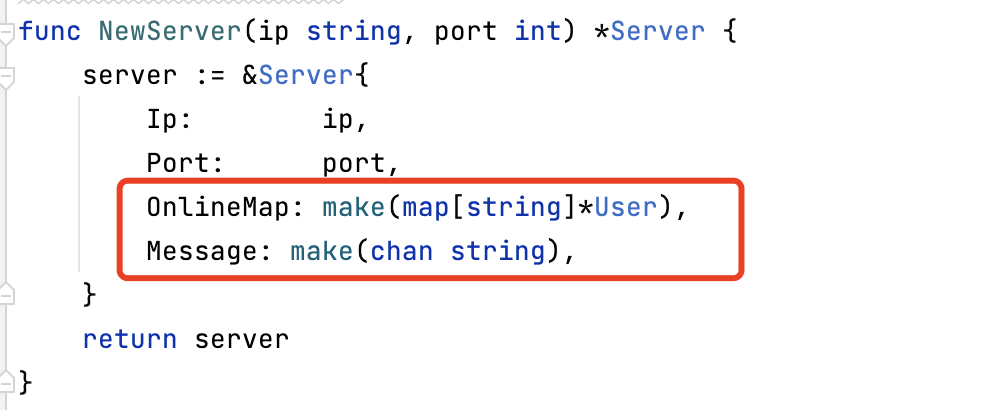 func NewServer(ip string, port int) *Server {
    server := &Server{
        Ip:        ip,
        Port:      port,
        OnlineMap: make(map[string]*User),
        Message: make(chan string),
    }
    return server
}